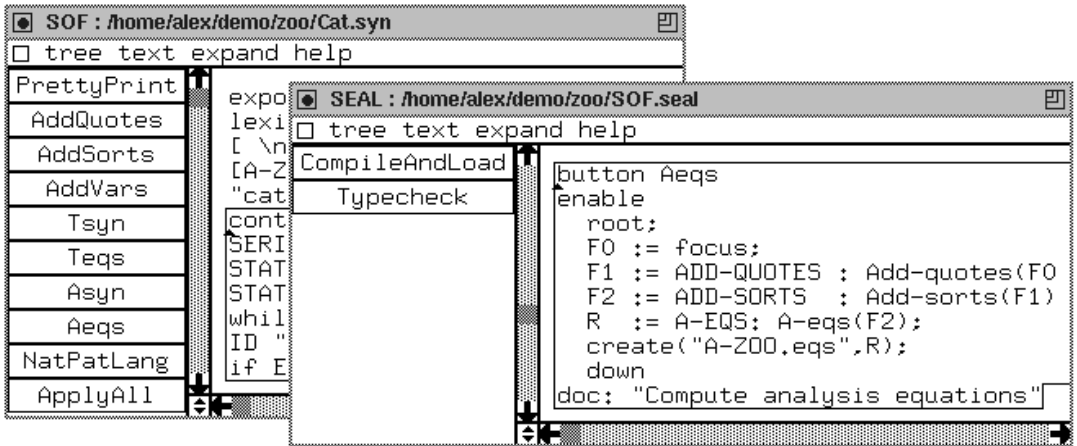 SOF : /home/alex/demo/zoo/Cat.syn
tree text expand help
PrettyPrint
AddQuotes
AddSorts
AddVars
Tsyn
Teqs
Asyn
Aeqs
NatPatLang
ApplyAll
expo
lexi
[ \n
[A-Z
"cat
cont
SERI
STAT
STAT
whil
ID "
if E
SEAL : /home/alex/demo/zoo/SOF.seal
tree text expand help
CompileAndLoad
Typecheck
button Aeqs
enable
root;
F0 := focus;
F1 := ADD-QUOTES : Add-quotes(F0
F2 := ADD-SORTS : Add-sorts(F1)
R := A-EQS: A-eqs(F2);
create("A-ZOO.eqs",R);
down
doc: "Compute analysis equations"